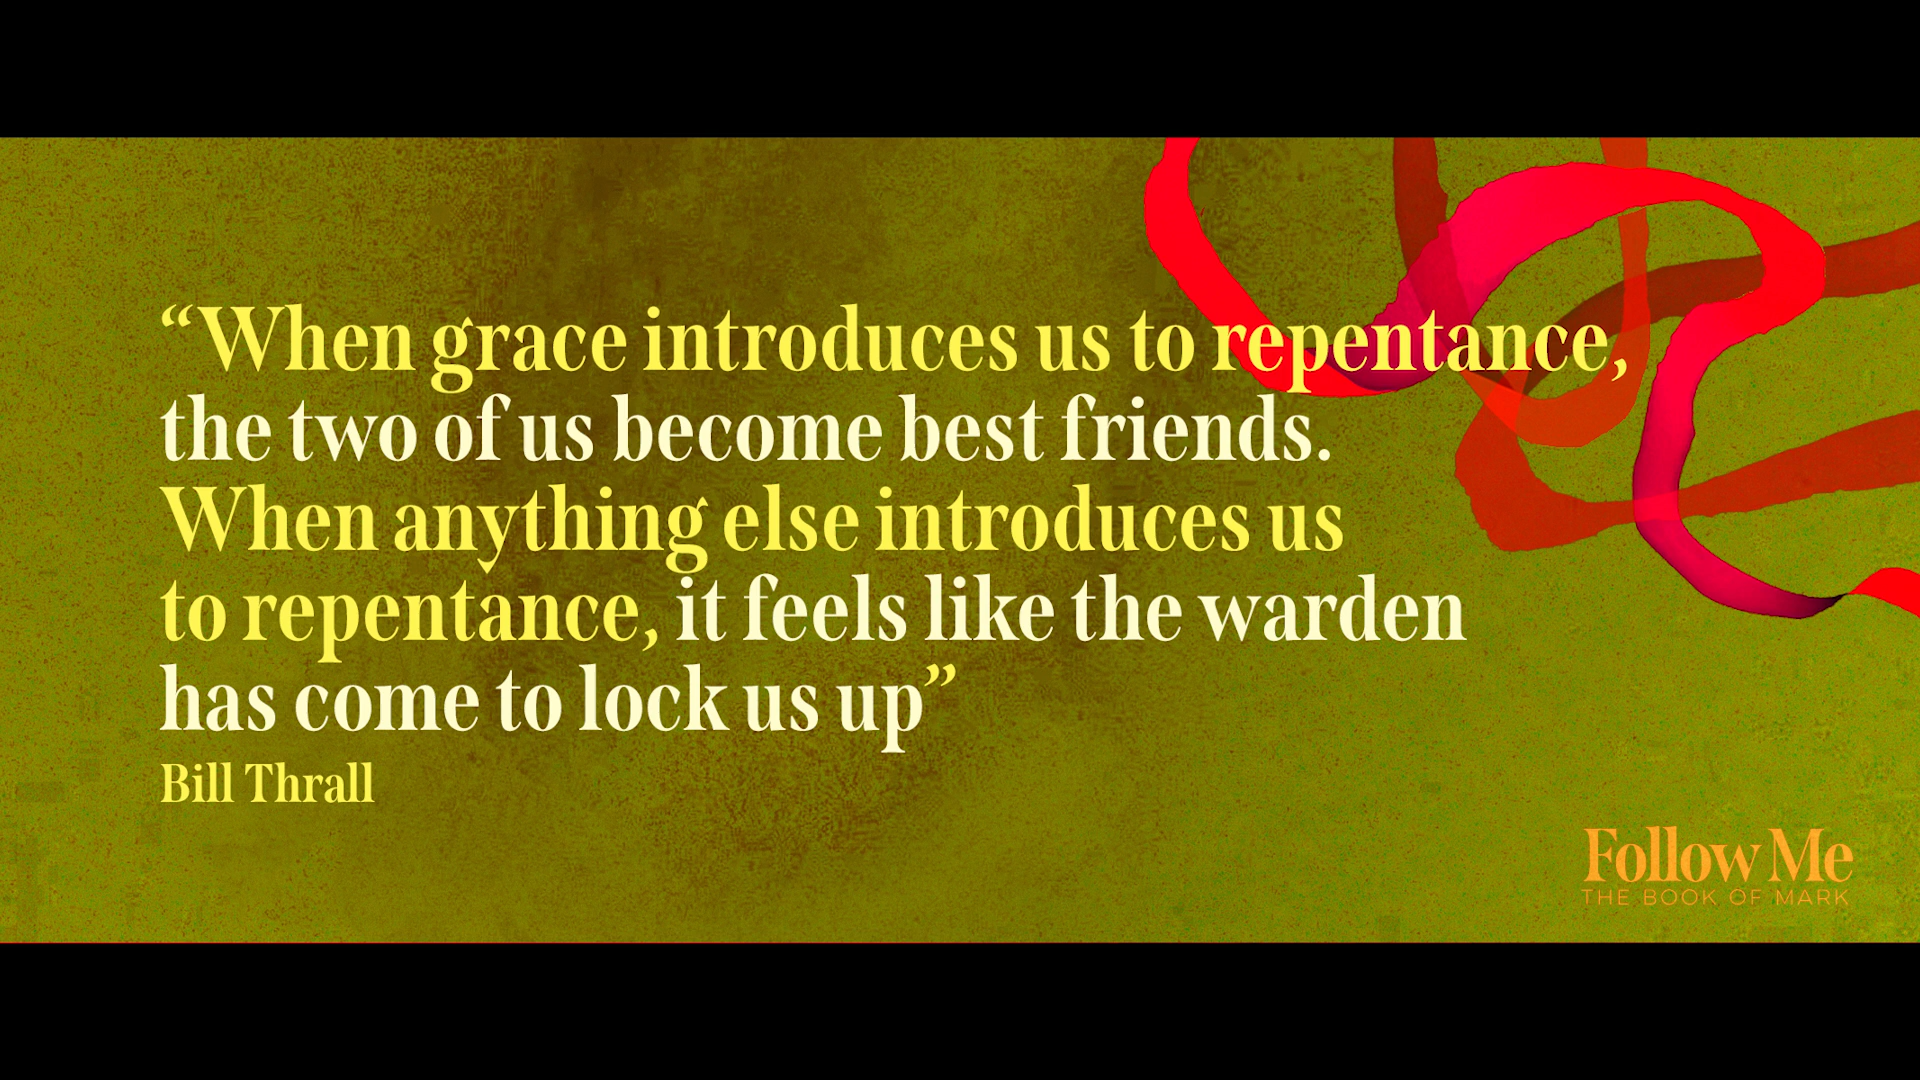 “When grace introduces us to repentance,
the two of us become best friends.
When anything else introduces us
to repentance, it feels like the warden
has come to lock us up”
Bill Thrall
Follow Me
THE BOOK OF MARK